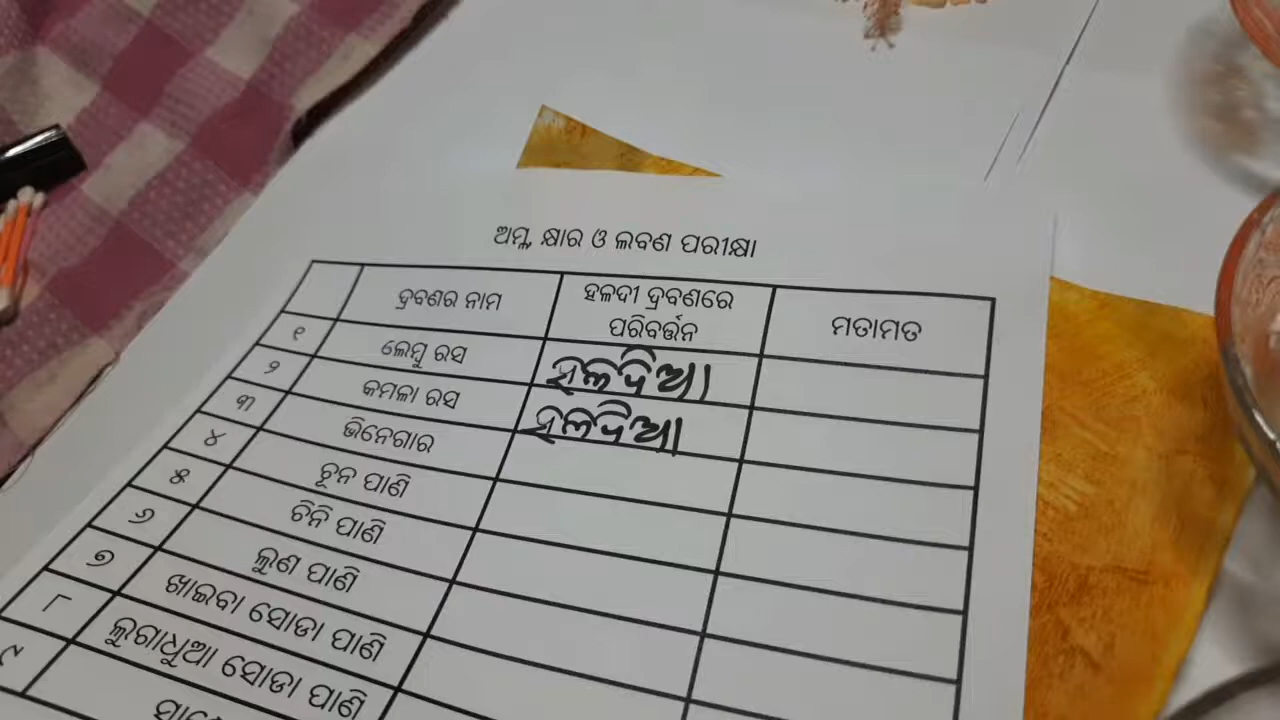 ଅମ୍ଳ, କ୍ଷାର ଓ ଲବଣ ପରୀକ୍ଷା
ଦ୍ରବଣର ନାମ ହଳଦୀ ଦ୍ରବଣରେ ପରିବର୍ତ୍ତନ ମତାମତ
୧ ଲେମ୍ବୁ ରସ ହଳଦିଆ
୨ କମଳା ରସ ହଳଦିଆ
୩ ଭିନେଗାର
୪ ଚୂନ ପାଣି
୫ ଚିନି ପାଣି
୬ ଲୁଣ ପାଣି
୭ ଖାଇବା ସୋଡା ପାଣି
୮ ଲୁଗାଧୁଆ ସୋଡା ପାଣି
୯